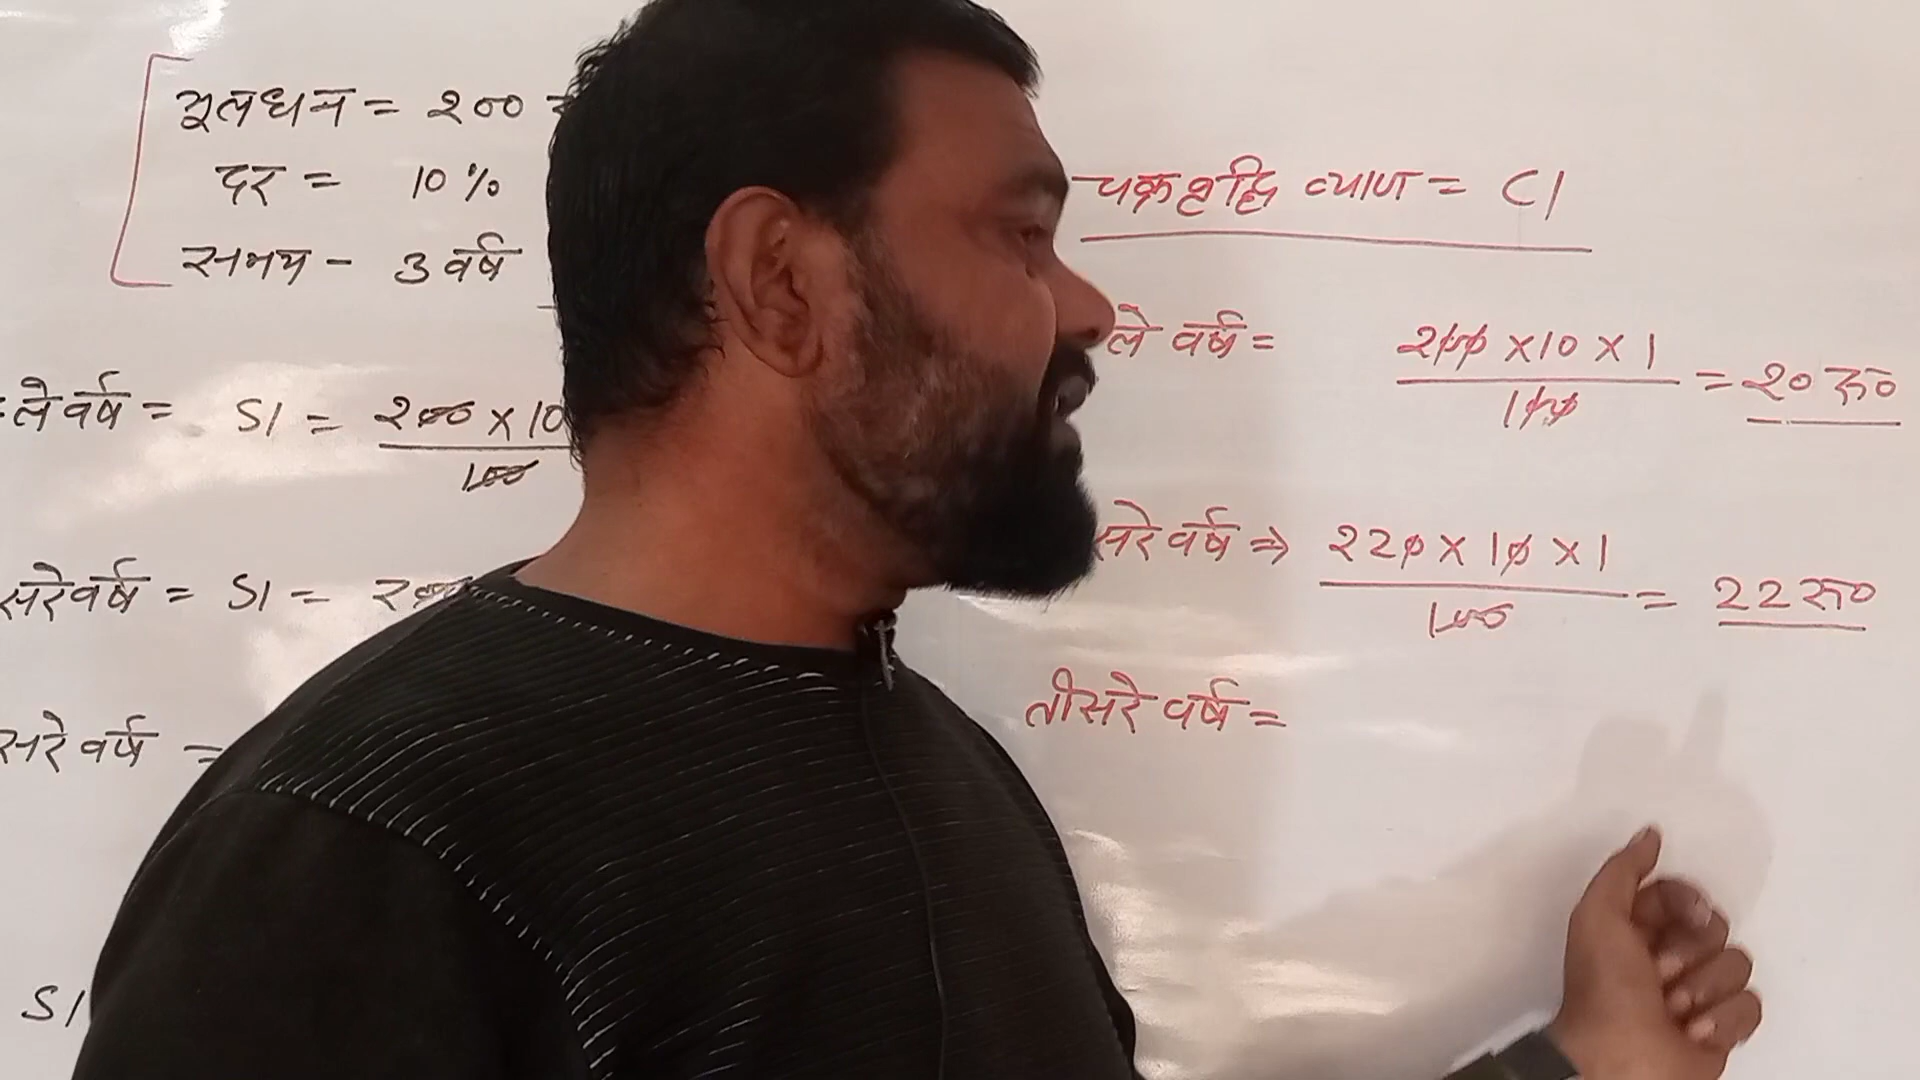 मूलधन = 200
दर = 10%
समय - 3 वर्ष
लेवर्ष = SI = 200 x 10
100
सरेवर्ष = SI = 200
सरे वर्ष =
SI
चक्रवृद्धि व्याज = CI
ले वर्ष = 200 x 10 x 1
100 = 20 रू०
सरे वर्ष ⇒ 220 x 10 x 1
100 = 22 रू०
तीसरे वर्ष =